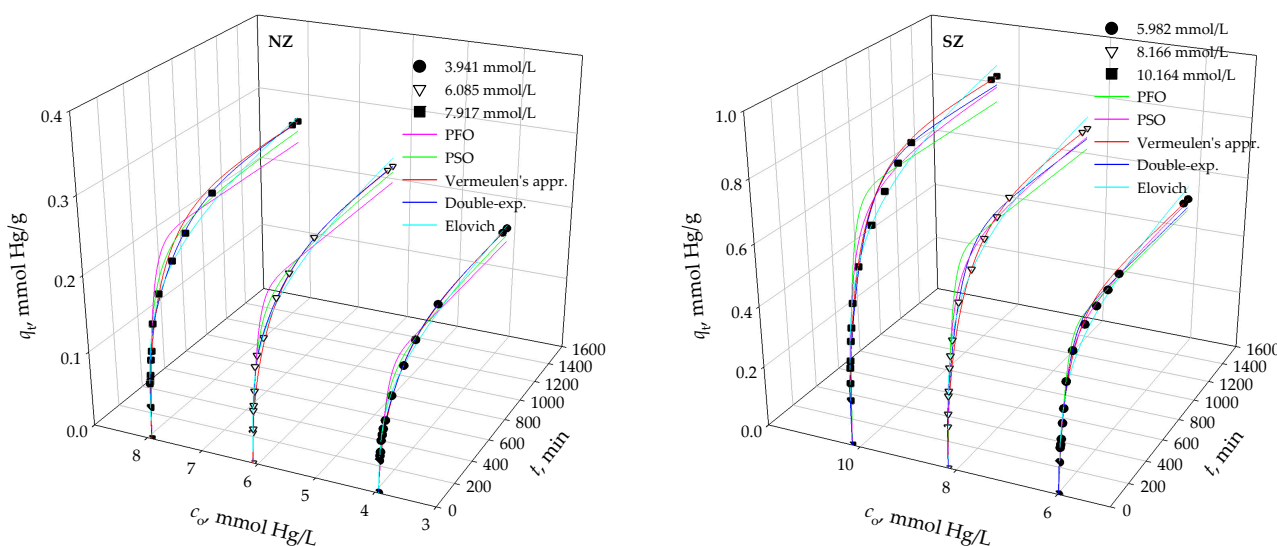 NZ
3.941 mmol/L
6.085 mmol/L
7.917 mmol/L
PFO
PSO
Vermeulen's appr.
Double-exp.
Elovich
0.4
0.3
0.2
0.1
0.0
qt, mmol Hg/g
8
7
6
5
4
3
co, mmol Hg/L
0
200
400
600
800
1000
1200
1400
1600
t, min
SZ
5.982 mmol/L
8.166 mmol/L
10.164 mmol/L
PFO
PSO
Vermeulen's appr.
Double-exp.
Elovich
1.0
0.8
0.6
0.4
0.2
0.0
qt, mmol Hg/g
10
8
6
co, mmol Hg/L
0
200
400
600
800
1000
1200
1400
1600
t, min